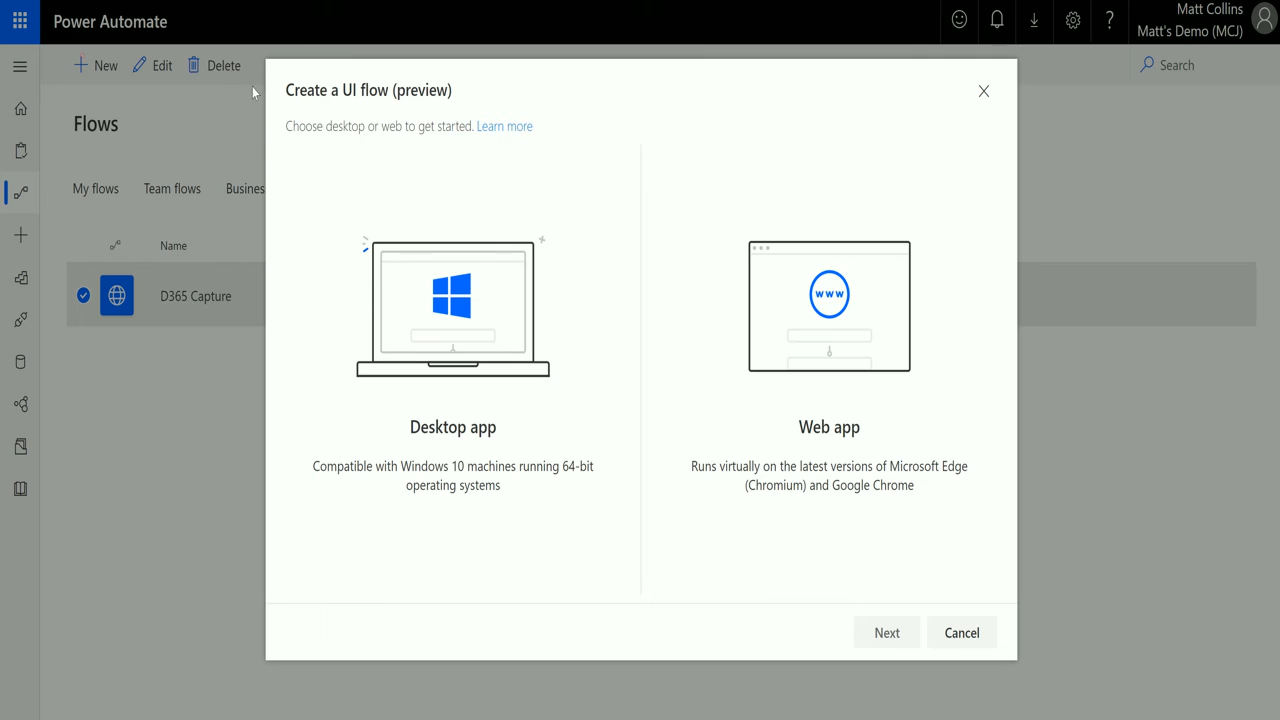 Power Automate
Matt Collins
Matt's Demo (MCJ)
New
Edit
Delete
Search
Create a UI flow (preview)
Choose desktop or web to get started. Learn more
Flows
My flows
Team flows
Busines
Name
D365 Capture
www
Desktop app
Compatible with Windows 10 machines running 64-bit
operating systems
Web app
Runs virtually on the latest versions of Microsoft Edge
(Chromium) and Google Chrome
Next
Cancel